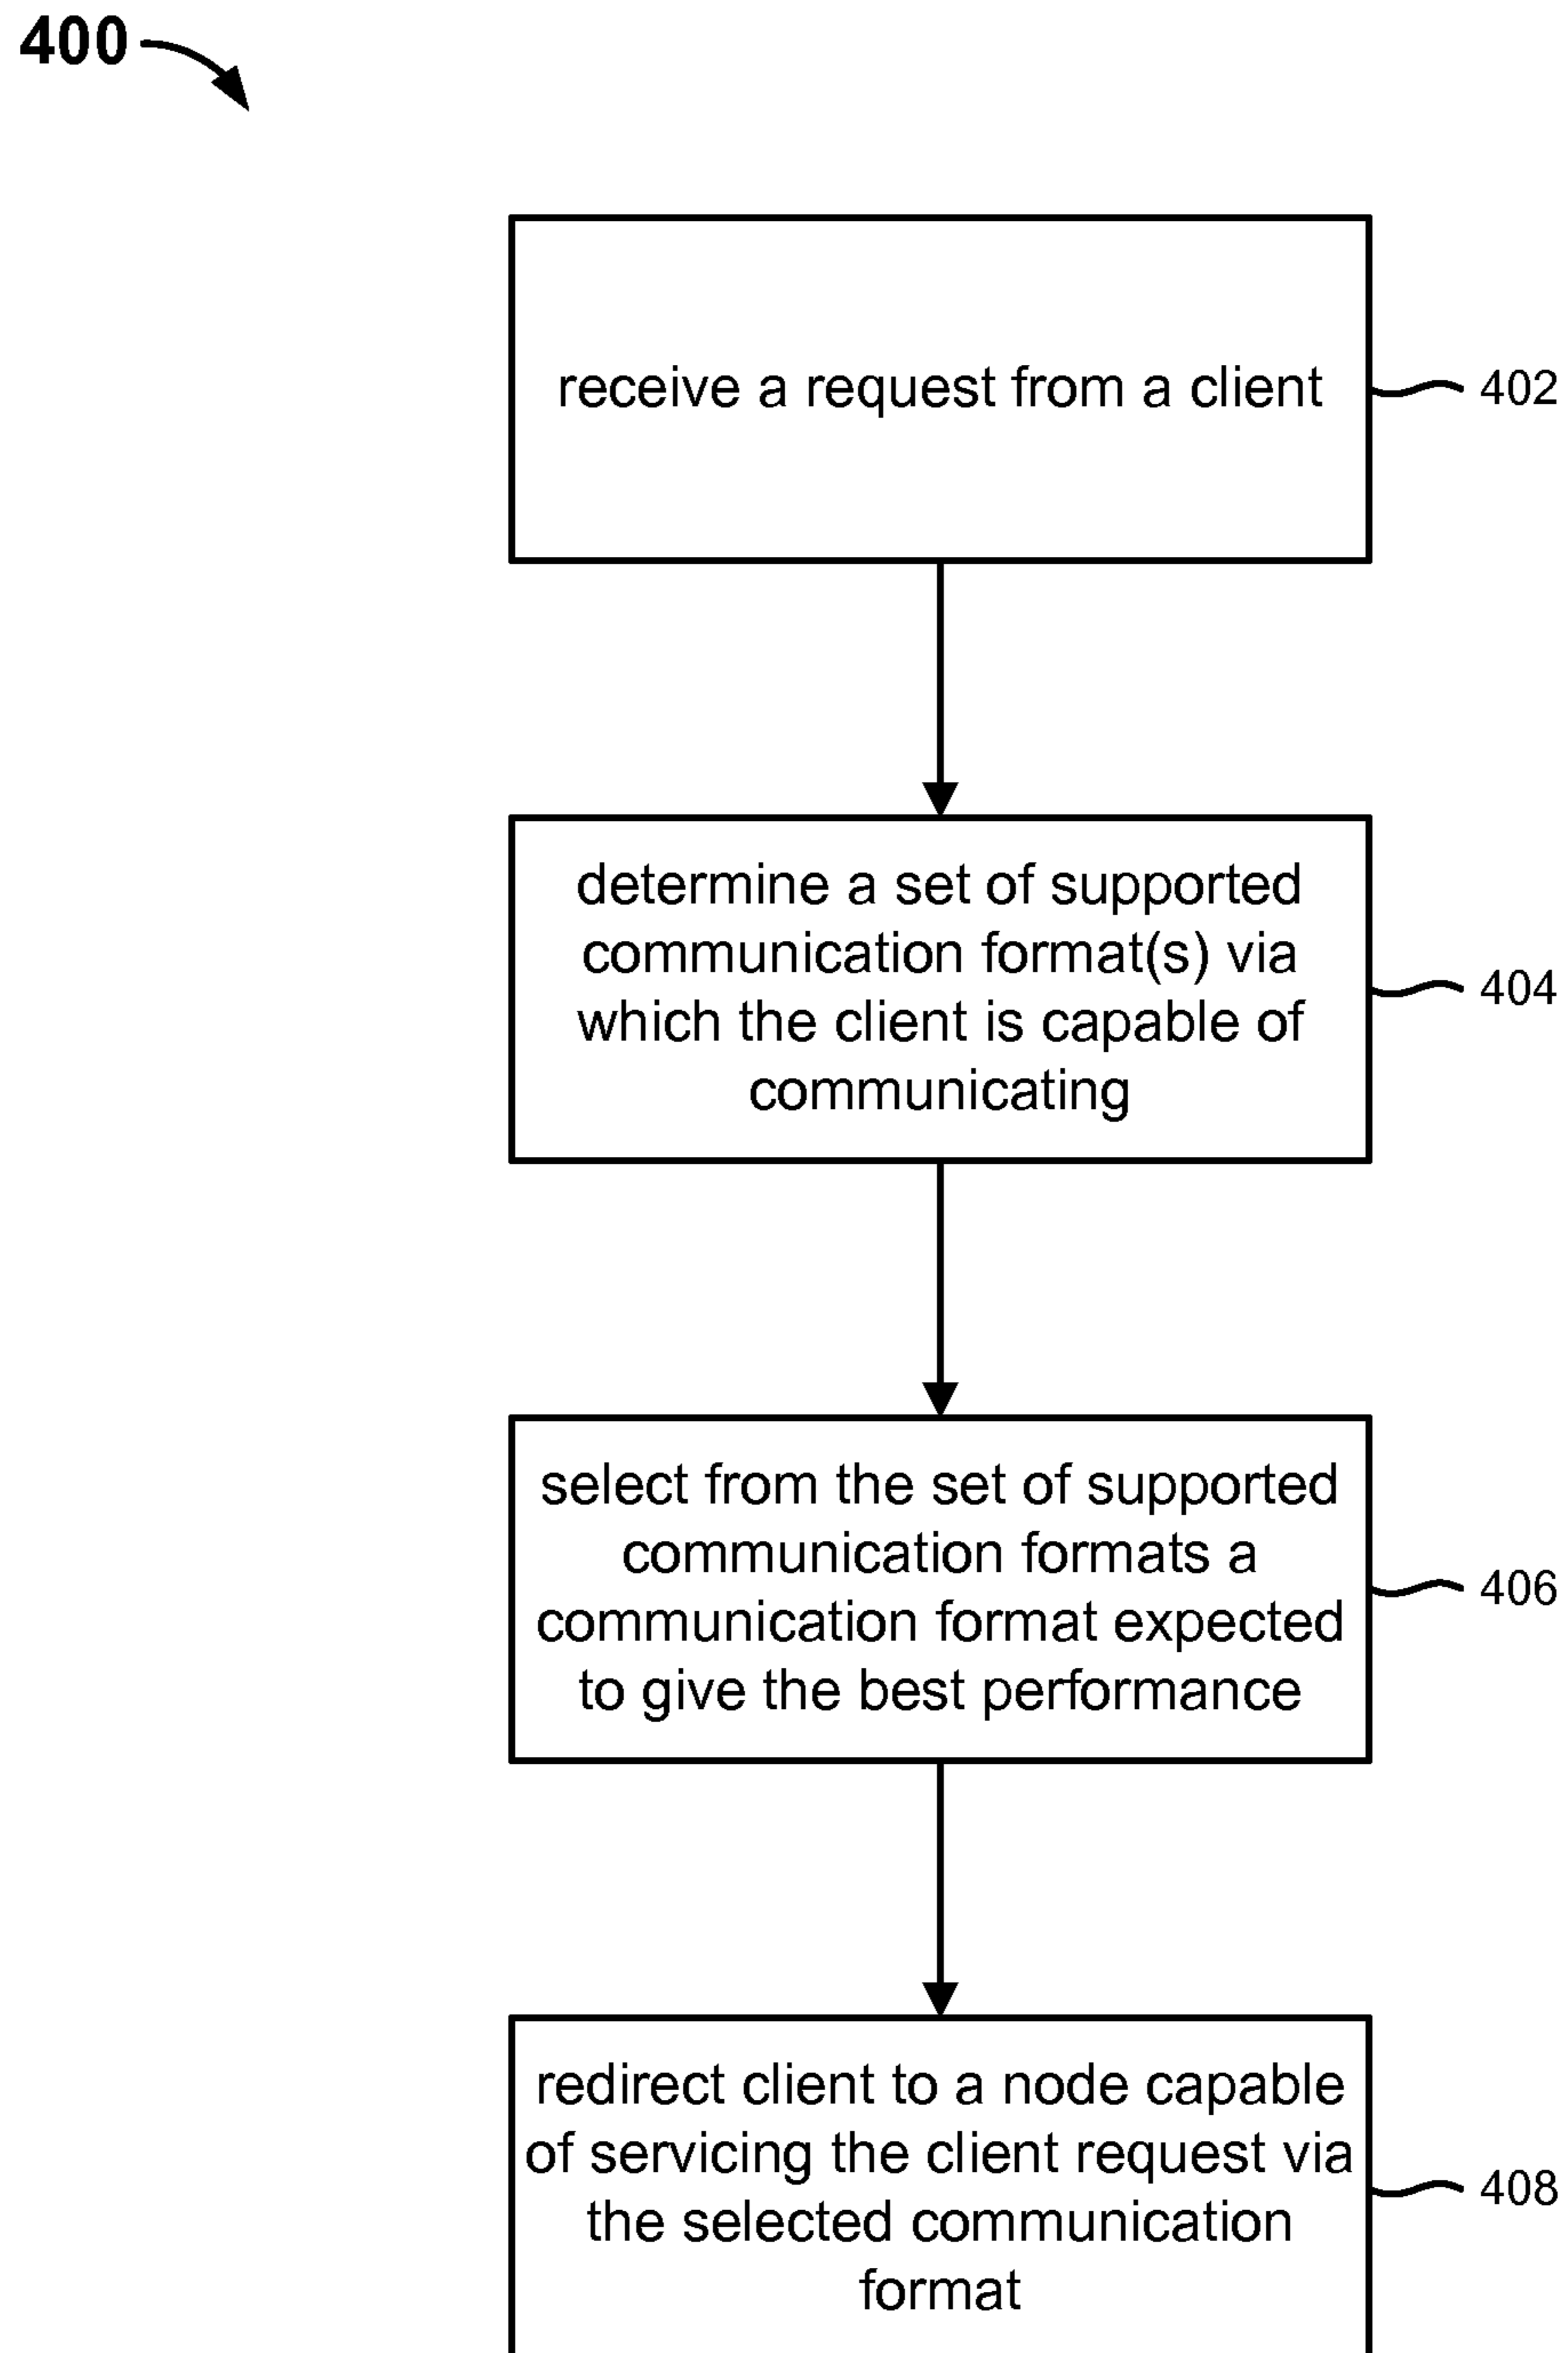 400
receive a request from a client
402
determine a set of supported
communication format(s) via
which the client is capable of
communicating
404
select from the set of supported
communication formats a
communication format expected
to give the best performance
406
redirect client to a node capable
of servicing the client request via
the selected communication
format
408